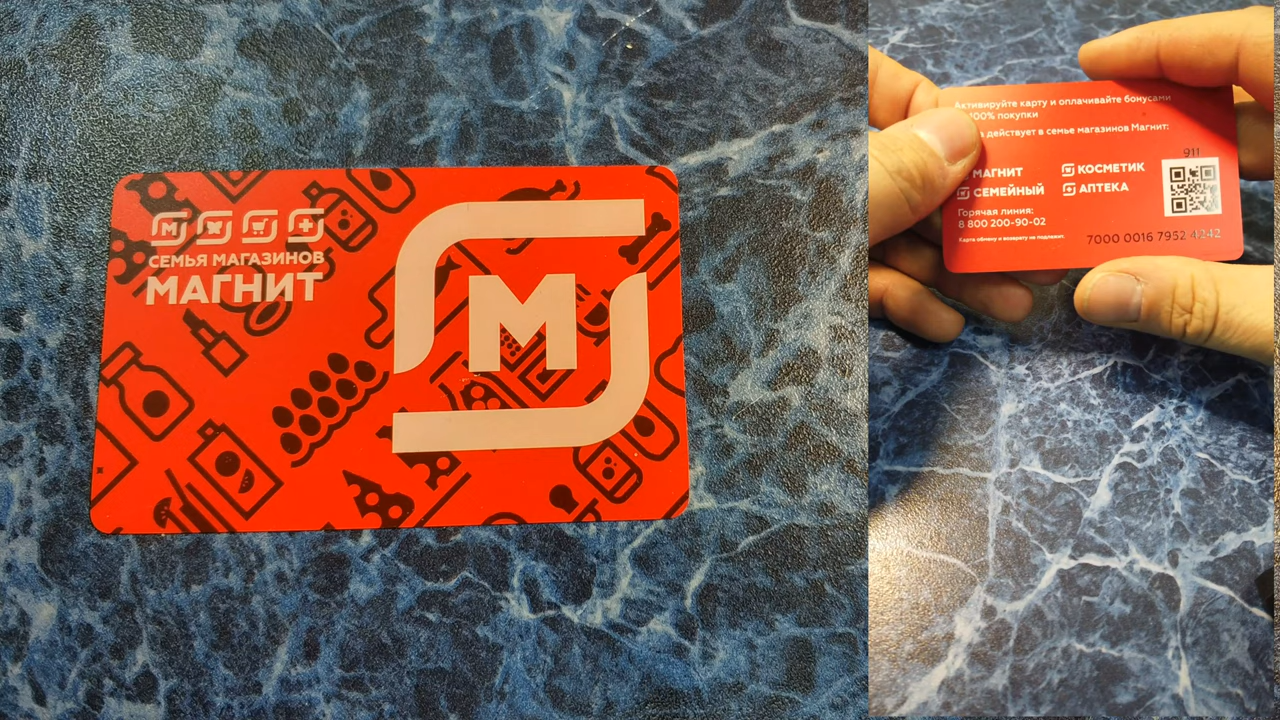 М
СЕМЬЯ МАГАЗИНОВ
МАГНИТ
М
Активируйте карту и оплачивайте бонусами
100% покупки
действует в семье магазинов Магнит:
911
МАГНИТ
КОСМЕТИК
СЕМЕЙНЫЙ
АПТЕКА
Горячая линия:
8 800 200-90-02
Карта обмену и возврату не подлежит.
7000 0016 7952 4242